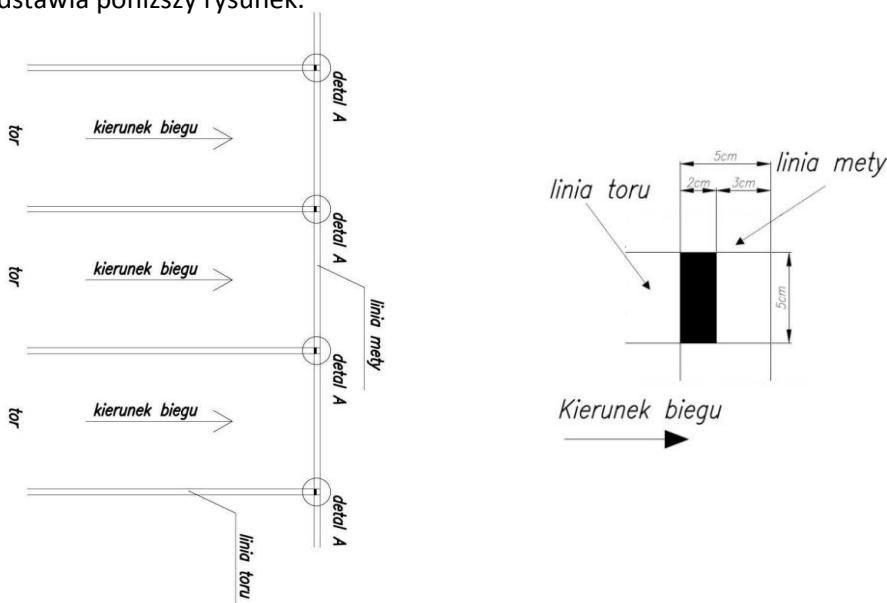 dstawia poniższy rysunek:
detal A
tor
kierunek biegu
detal A
tor
kierunek biegu
linia mety
detal A
tor
kierunek biegu
detal A
linia toru
5cm
linia mety
2cm
3cm
linia toru
5cm
Kierunek biegu